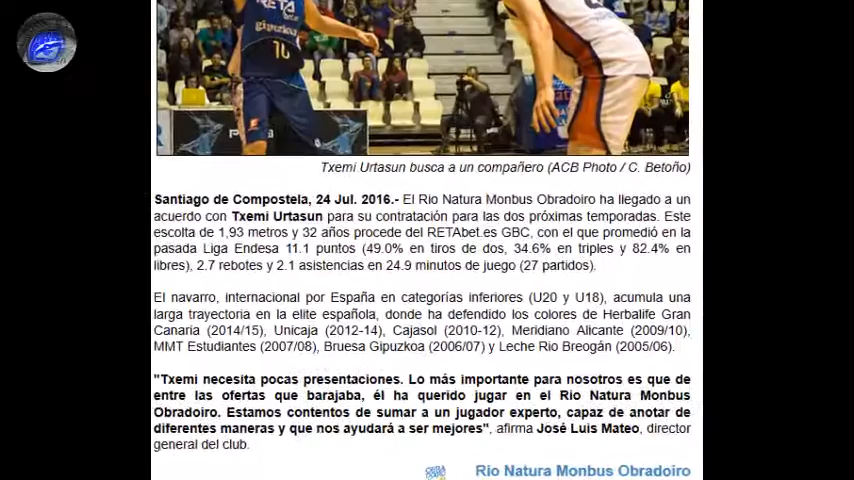 RETA
bet.es
gipuzkoa
16
Txemi Urtasun busca a un compañero (ACB Photo / C. Betoño)
Santiago de Compostela, 24 Jul. 2016.- El Rio Natura Monbus Obradoiro ha llegado a un
acuerdo con Txemi Urtasun para su contratación para las dos próximas temporadas. Este
escolta de 1,93 metros y 32 años procede del RETAbet.es GBC, con el que promedió en la
pasada Liga Endesa 11.1 puntos (49.0% en tiros de dos, 34.6% en triples y 82.4% en
libres), 2.7 rebotes y 2.1 asistencias en 24.9 minutos de juego (27 partidos).
El navarro, internacional por España en categorías inferiores (U20 y U18), acumula una
larga trayectoria en la elite española, donde ha defendido los colores de Herbalife Gran
Canaria (2014/15), Unicaja (2012-14), Cajasol (2010-12), Meridiano Alicante (2009/10),
MMT Estudiantes (2007/08), Bruesa Gipuzkoa (2006/07) y Leche Rio Breogán (2005/06).
"Txemi necesita pocas presentaciones. Lo más importante para nosotros es que de
entre las ofertas que barajaba, él ha querido jugar en el Rio Natura Monbus
Obradoiro. Estamos contentos de sumar a un jugador experto, capaz de anotar de
diferentes maneras y que nos ayudará a ser mejores", afirma José Luis Mateo, director
general del club.
Rio Natura Monbus Obradoiro